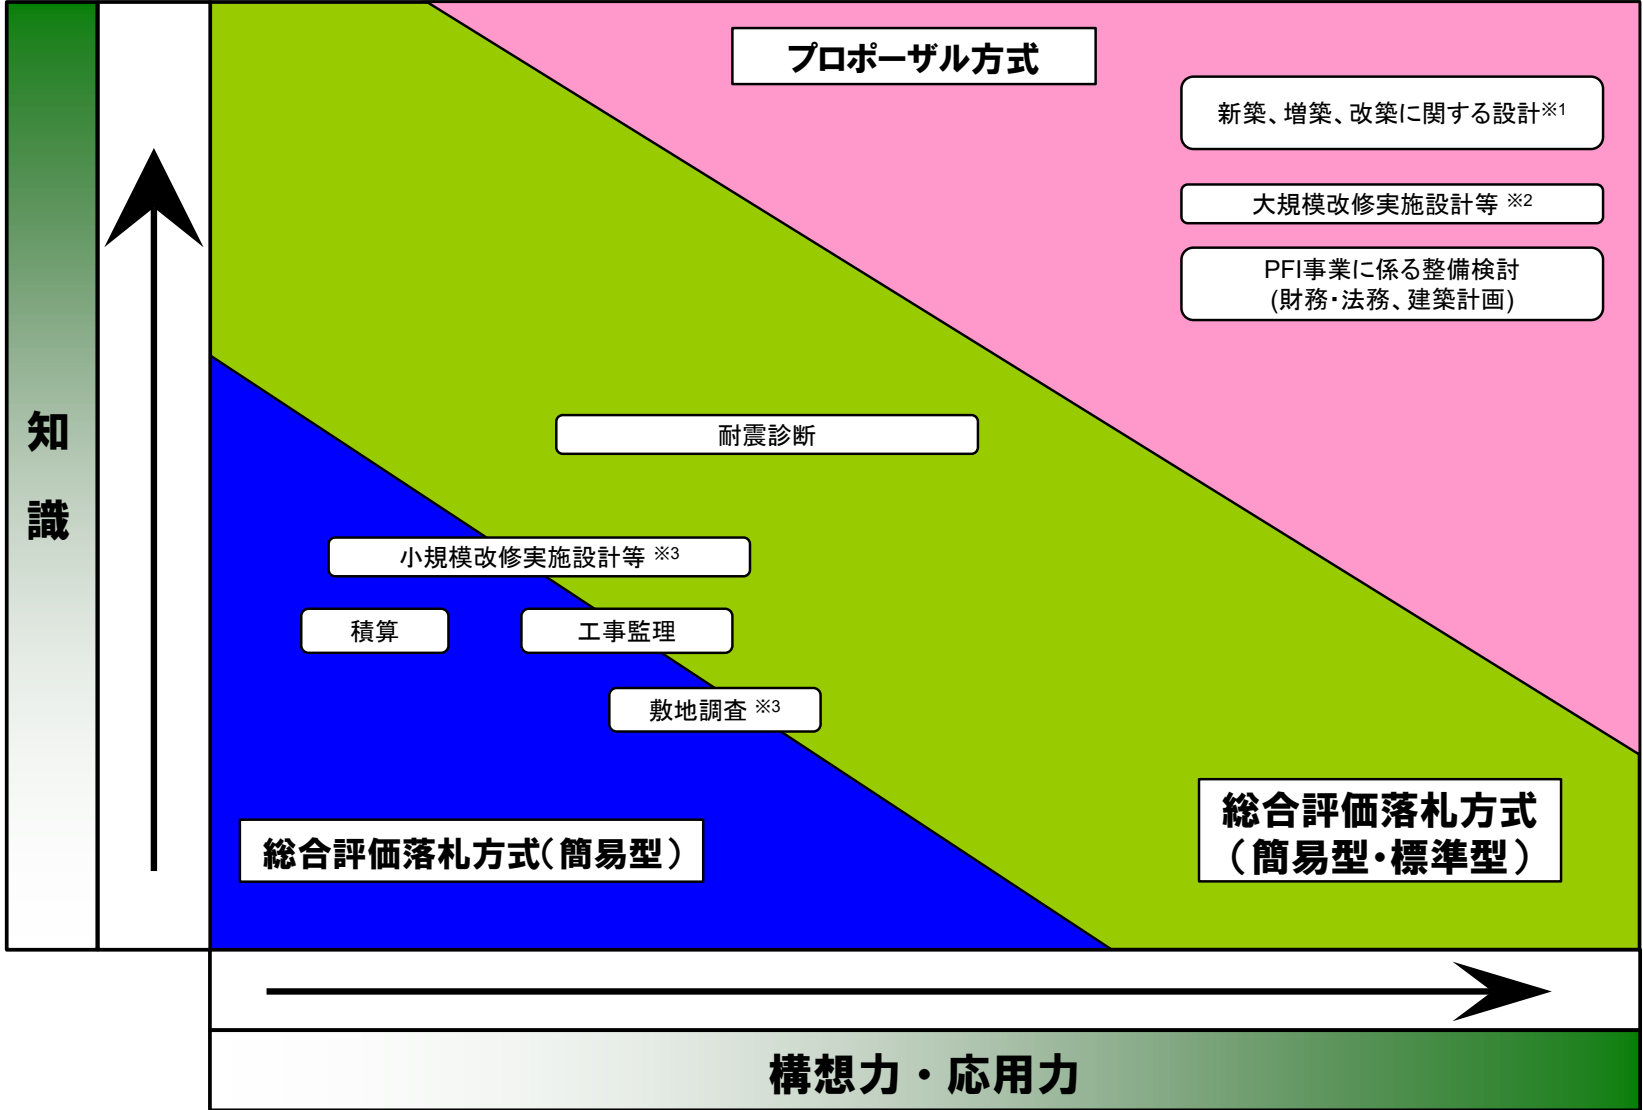 プロポーザル方式
新築、増築、改築に関する設計※1
大規模改修実施設計等 ※2
PFI事業に係る整備検討
(財務・法務、建築計画)
知
識
耐震診断
小規模改修実施設計等 ※3
積算
工事監理
敷地調査 ※3
総合評価落札方式（簡易型）
総合評価落札方式
（簡易型・標準型）
構想力・応用力